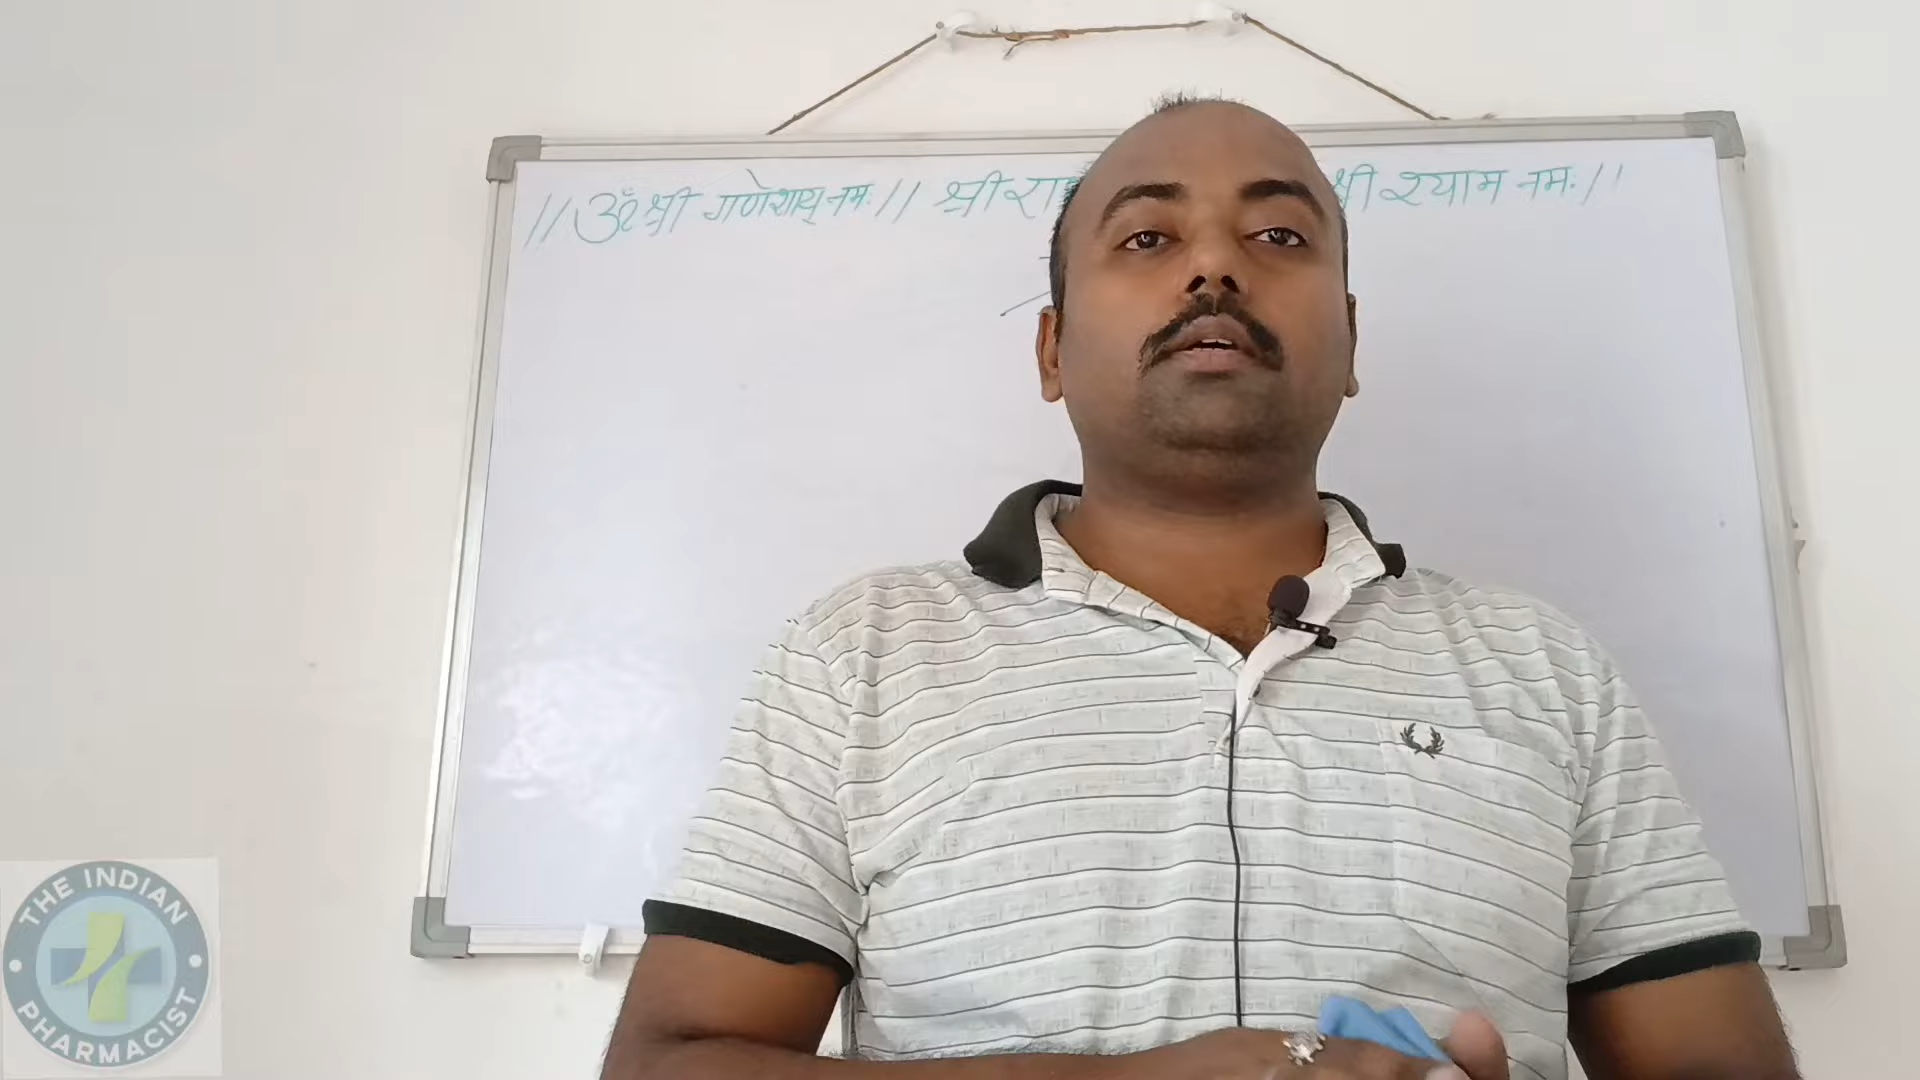 //ॐ श्री गणेशाय नमः// श्री श्री श्याम नमः//
THE INDIAN PHARMACIST